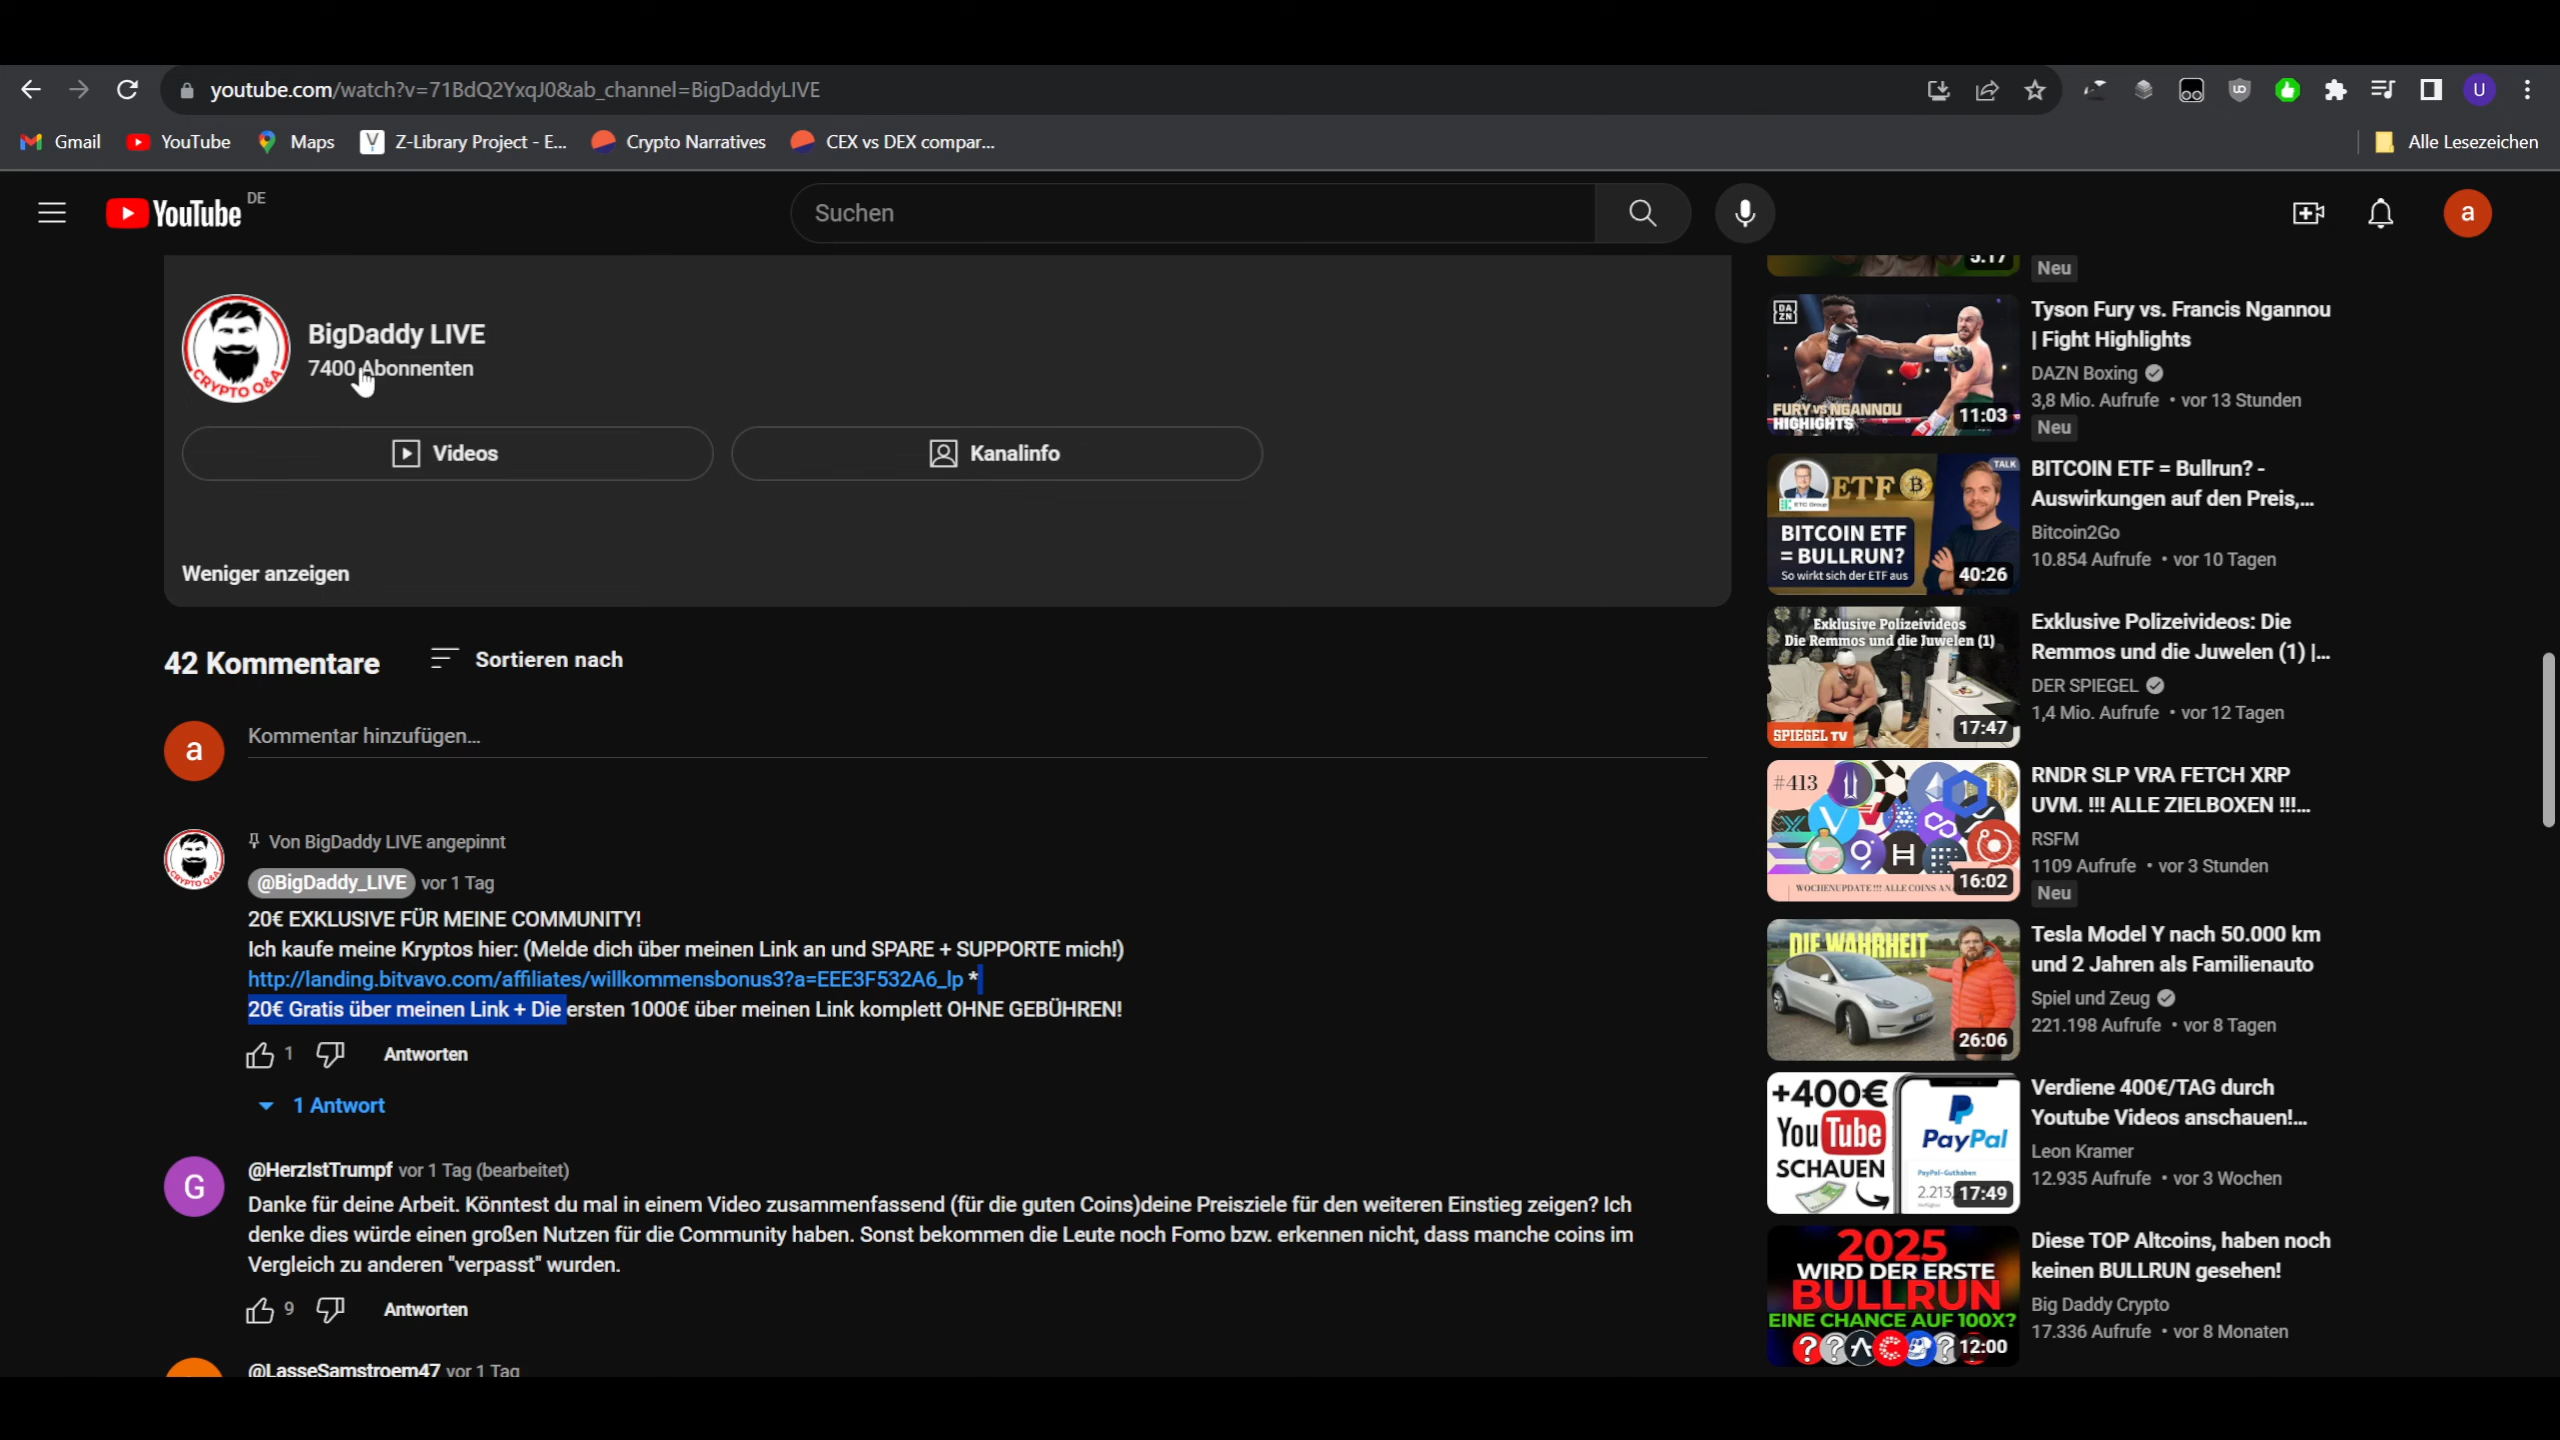 youtube.com/watch?v=71BdQ2YxqJ0&ab_channel=BigDaddyLIVE
U
Gmail
YouTube
Maps
Z-Library Project - E...
Crypto Narratives
CEX vs DEX compar...
Alle Lesezeichen
YouTube DE
Suchen
a
BigDaddy LIVE
7400 Abonnenten
CRYPTO Q&A
Videos
Kanalinfo
Weniger anzeigen
42 Kommentare
Sortieren nach
a
Kommentar hinzufügen...
Von BigDaddy LIVE angepinnt
@BigDaddy_LIVE vor 1 Tag
20€ EXKLUSIVE FÜR MEINE COMMUNITY!
Ich kaufe meine Kryptos hier: (Melde dich über meinen Link an und SPARE + SUPPORTE mich!)
http://landing.bitvavo.com/affiliates/willkommensbonus3?a=EEE3F532A6_lp *
20€ Gratis über meinen Link + Die ersten 1000€ über meinen Link komplett OHNE GEBÜHREN!
1
Antworten
1 Antwort
G
@HerzIstTrumpf vor 1 Tag (bearbeitet)
Danke für deine Arbeit. Könntest du mal in einem Video zusammenfassend (für die guten Coins)deine Preisziele für den weiteren Einstieg zeigen? Ich
denke dies würde einen großen Nutzen für die Community haben. Sonst bekommen die Leute noch Fomo bzw. erkennen nicht, dass manche coins im
Vergleich zu anderen "verpasst" wurden.
9
Antworten
@LasseSamstroem47 vor 1 Tag
5:17
Neu
DAZN
FURY VS NGANNOU
HIGHIGHTS
11:03
Tyson Fury vs. Francis Ngannou
| Fight Highlights
DAZN Boxing
3,8 Mio. Aufrufe • vor 13 Stunden
Neu
TALK
ETF
ETC Group
BITCOIN ETF
= BULLRUN?
So wirkt sich der ETF aus
40:26
BITCOIN ETF = Bullrun? -
Auswirkungen auf den Preis,...
Bitcoin2Go
10.854 Aufrufe • vor 10 Tagen
Exklusive Polizeivideos
Die Remmos und die Juwelen (1)
SPIEGEL TV
17:47
Exklusive Polizeivideos: Die
Remmos und die Juwelen (1) |...
DER SPIEGEL
1,4 Mio. Aufrufe • vor 12 Tagen
#413
WOCHENUPDATE !!! ALLE COINS AN
16:02
RNDR SLP VRA FETCH XRP
UVM. !!! ALLE ZIELBOXEN !!!...
RSFM
1109 Aufrufe • vor 3 Stunden
Neu
DIE WAHRHEIT
26:06
Tesla Model Y nach 50.000 km
und 2 Jahren als Familienauto
Spiel und Zeug
221.198 Aufrufe • vor 8 Tagen
+400€
YouTube
SCHAUEN
PayPal
PayPal-Guthaben
2.213,
17:49
Verdiene 400€/TAG durch
Youtube Videos anschauen!...
Leon Kramer
12.935 Aufrufe • vor 3 Wochen
2025
WIRD DER ERSTE
BULLRUN
EINE CHANCE AUF 100X?
12:00
Diese TOP Altcoins, haben noch
keinen BULLRUN gesehen!
Big Daddy Crypto
17.336 Aufrufe • vor 8 Monaten